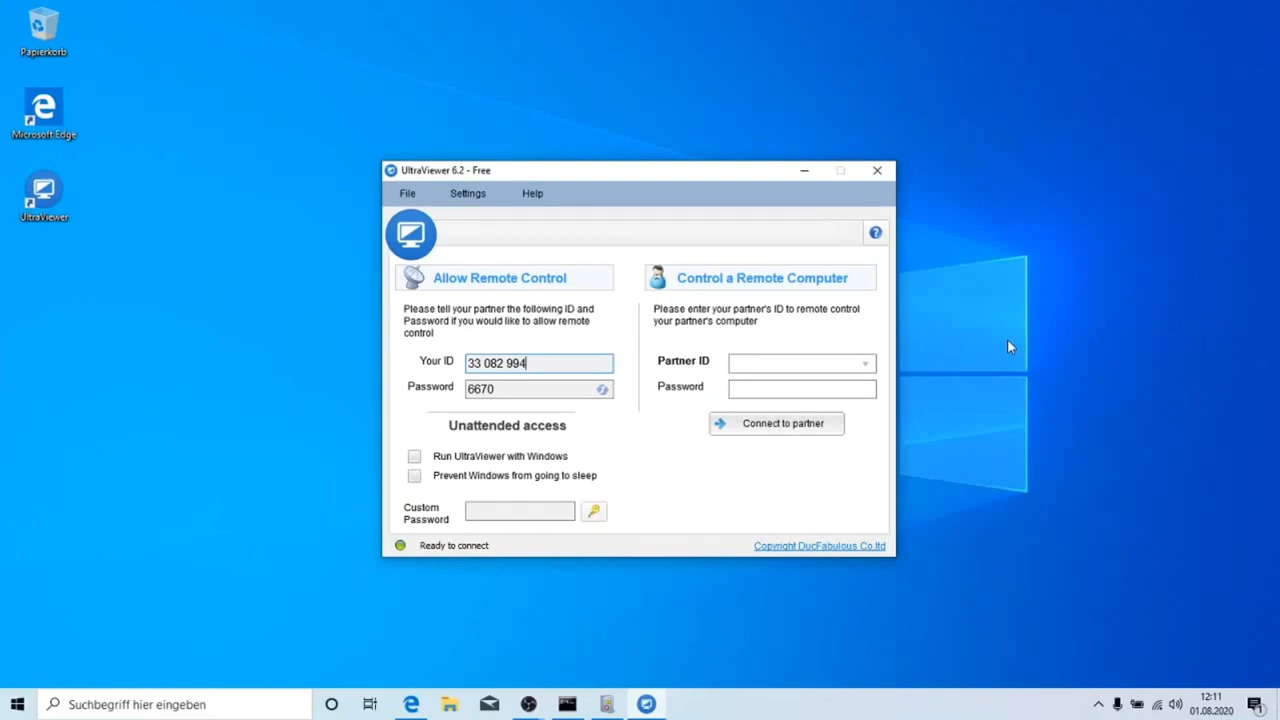 Papierkorb
Microsoft Edge
UltraViewer
UltraViewer 6.2 - Free
File Settings Help
Allow Remote Control
Please tell your partner the following ID and
Password if you would like to allow remote
control
Your ID 33 082 994
Password 6670
Unattended access
Run UltraViewer with Windows
Prevent Windows from going to sleep
Custom
Password
Control a Remote Computer
Please enter your partner's ID to remote control
your partner's computer
Partner ID
Password
Connect to partner
Ready to connect
Copyright DucFabulous Co.ltd
Suchbegriff hier eingeben
12:11
01.08.2020
1